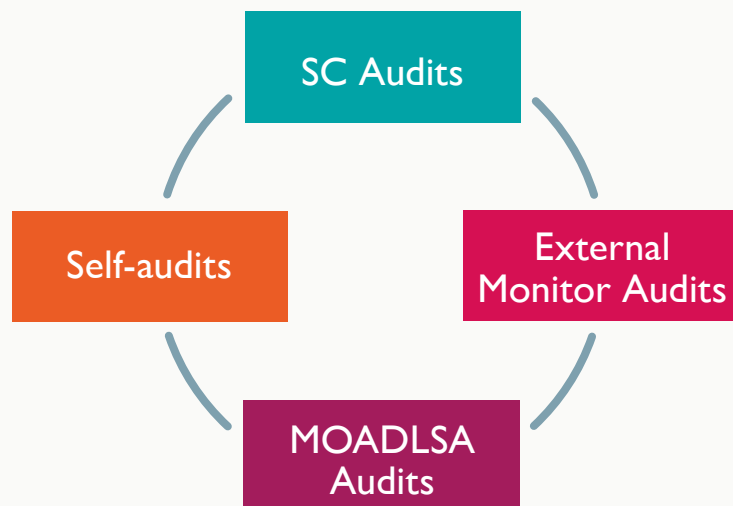 SC Audits
Self-audits
External
Monitor Audits
MOADLSA
Audits